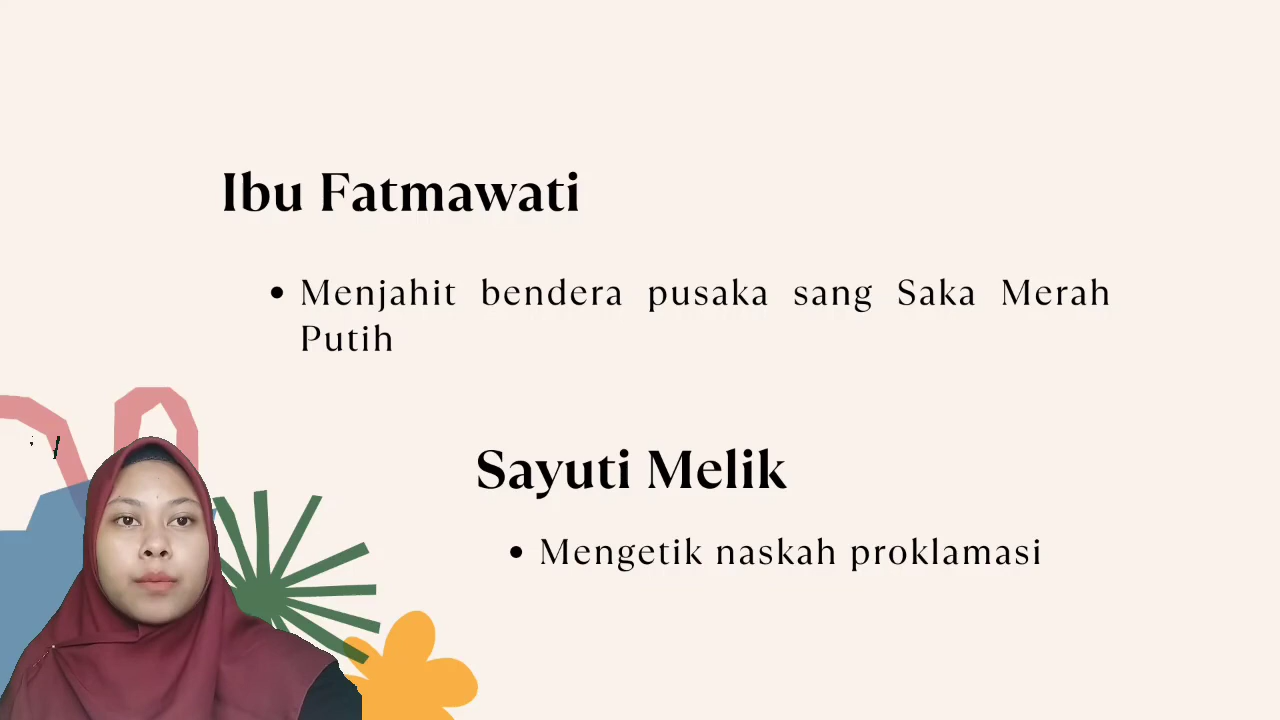 Ibu Fatmawati
• Menjahit bendera pusaka sang Saka Merah
Putih
Sayuti Melik
• Mengetik naskah proklamasi